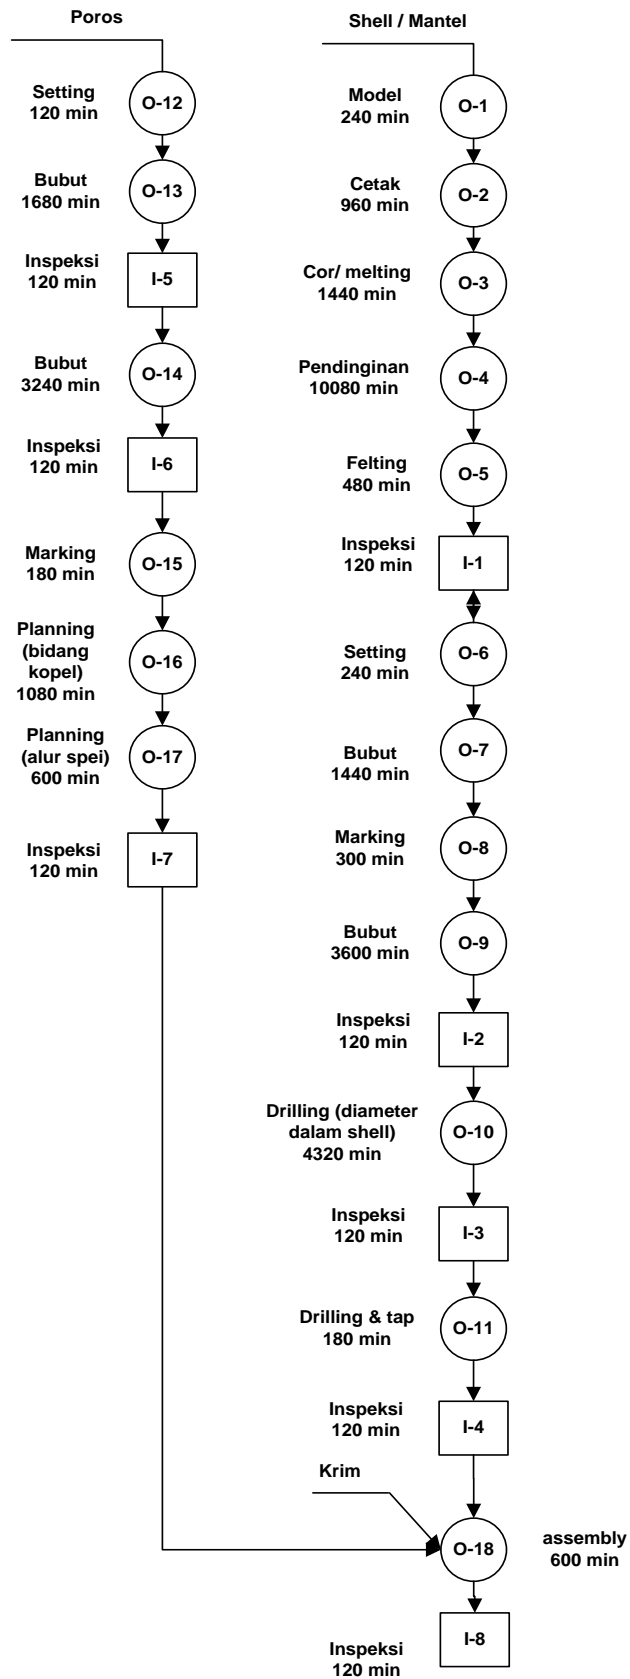 Poros
Setting
120 min
O-12
Bubut
1680 min
O-13
Inspeksi
120 min
I-5
Bubut
3240 min
O-14
Inspeksi
120 min
I-6
Marking
180 min
O-15
Planning
(bidang
kopel)
1080 min
O-16
Planning
(alur spei)
600 min
O-17
Inspeksi
120 min
I-7
Shell / Mantel
Model
240 min
O-1
Cetak
960 min
O-2
Cor/ melting
1440 min
O-3
Pendinginan
10080 min
O-4
Felting
480 min
O-5
Inspeksi
120 min
I-1
Setting
240 min
O-6
Bubut
1440 min
O-7
Marking
300 min
O-8
Bubut
3600 min
O-9
Inspeksi
120 min
I-2
Drilling (diameter
dalam shell)
4320 min
O-10
Inspeksi
120 min
I-3
Drilling & tap
180 min
O-11
Inspeksi
120 min
I-4
Krim
O-18
assembly
600 min
Inspeksi
120 min
I-8